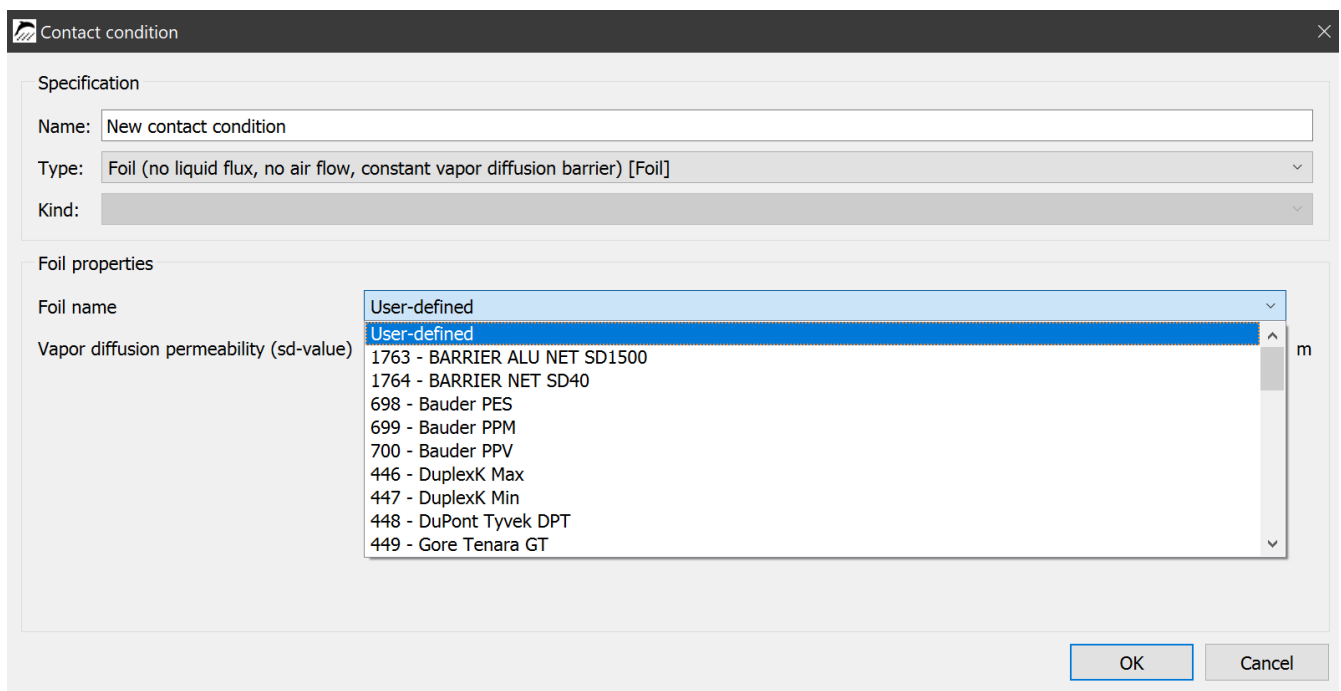 Contact condition
Specification
Name: New contact condition
Type: Foil (no liquid flux, no air flow, constant vapor diffusion barrier) [Foil]
Kind:
Foil properties
Foil name User-defined
User-defined
Vapor diffusion permeability (sd-value) m
1763 - BARRIER ALU NET SD1500
1764 - BARRIER NET SD40
698 - Bauder PES
699 - Bauder PPM
700 - Bauder PPV
446 - DuplexK Max
447 - DuplexK Min
448 - DuPont Tyvek DPT
449 - Gore Tenara GT
OK Cancel